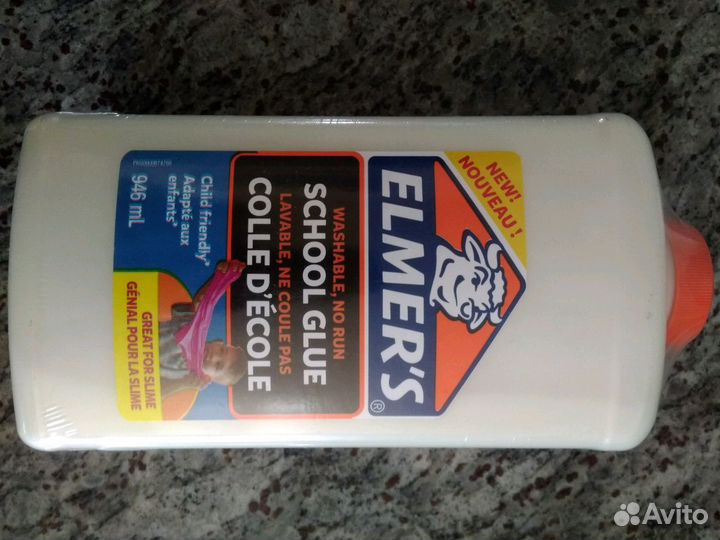 NEW!
NOUVEAU!
ELMER'S®
WASHABLE, NO RUN
SCHOOL GLUE
LAVABLE, NE COULE PAS
COLLE D'ÉCOLE
Child friendly*
Adapté aux
enfants*
946 mL
GREAT FOR SLIME
GÉNIAL POUR LA SLIME
Avito